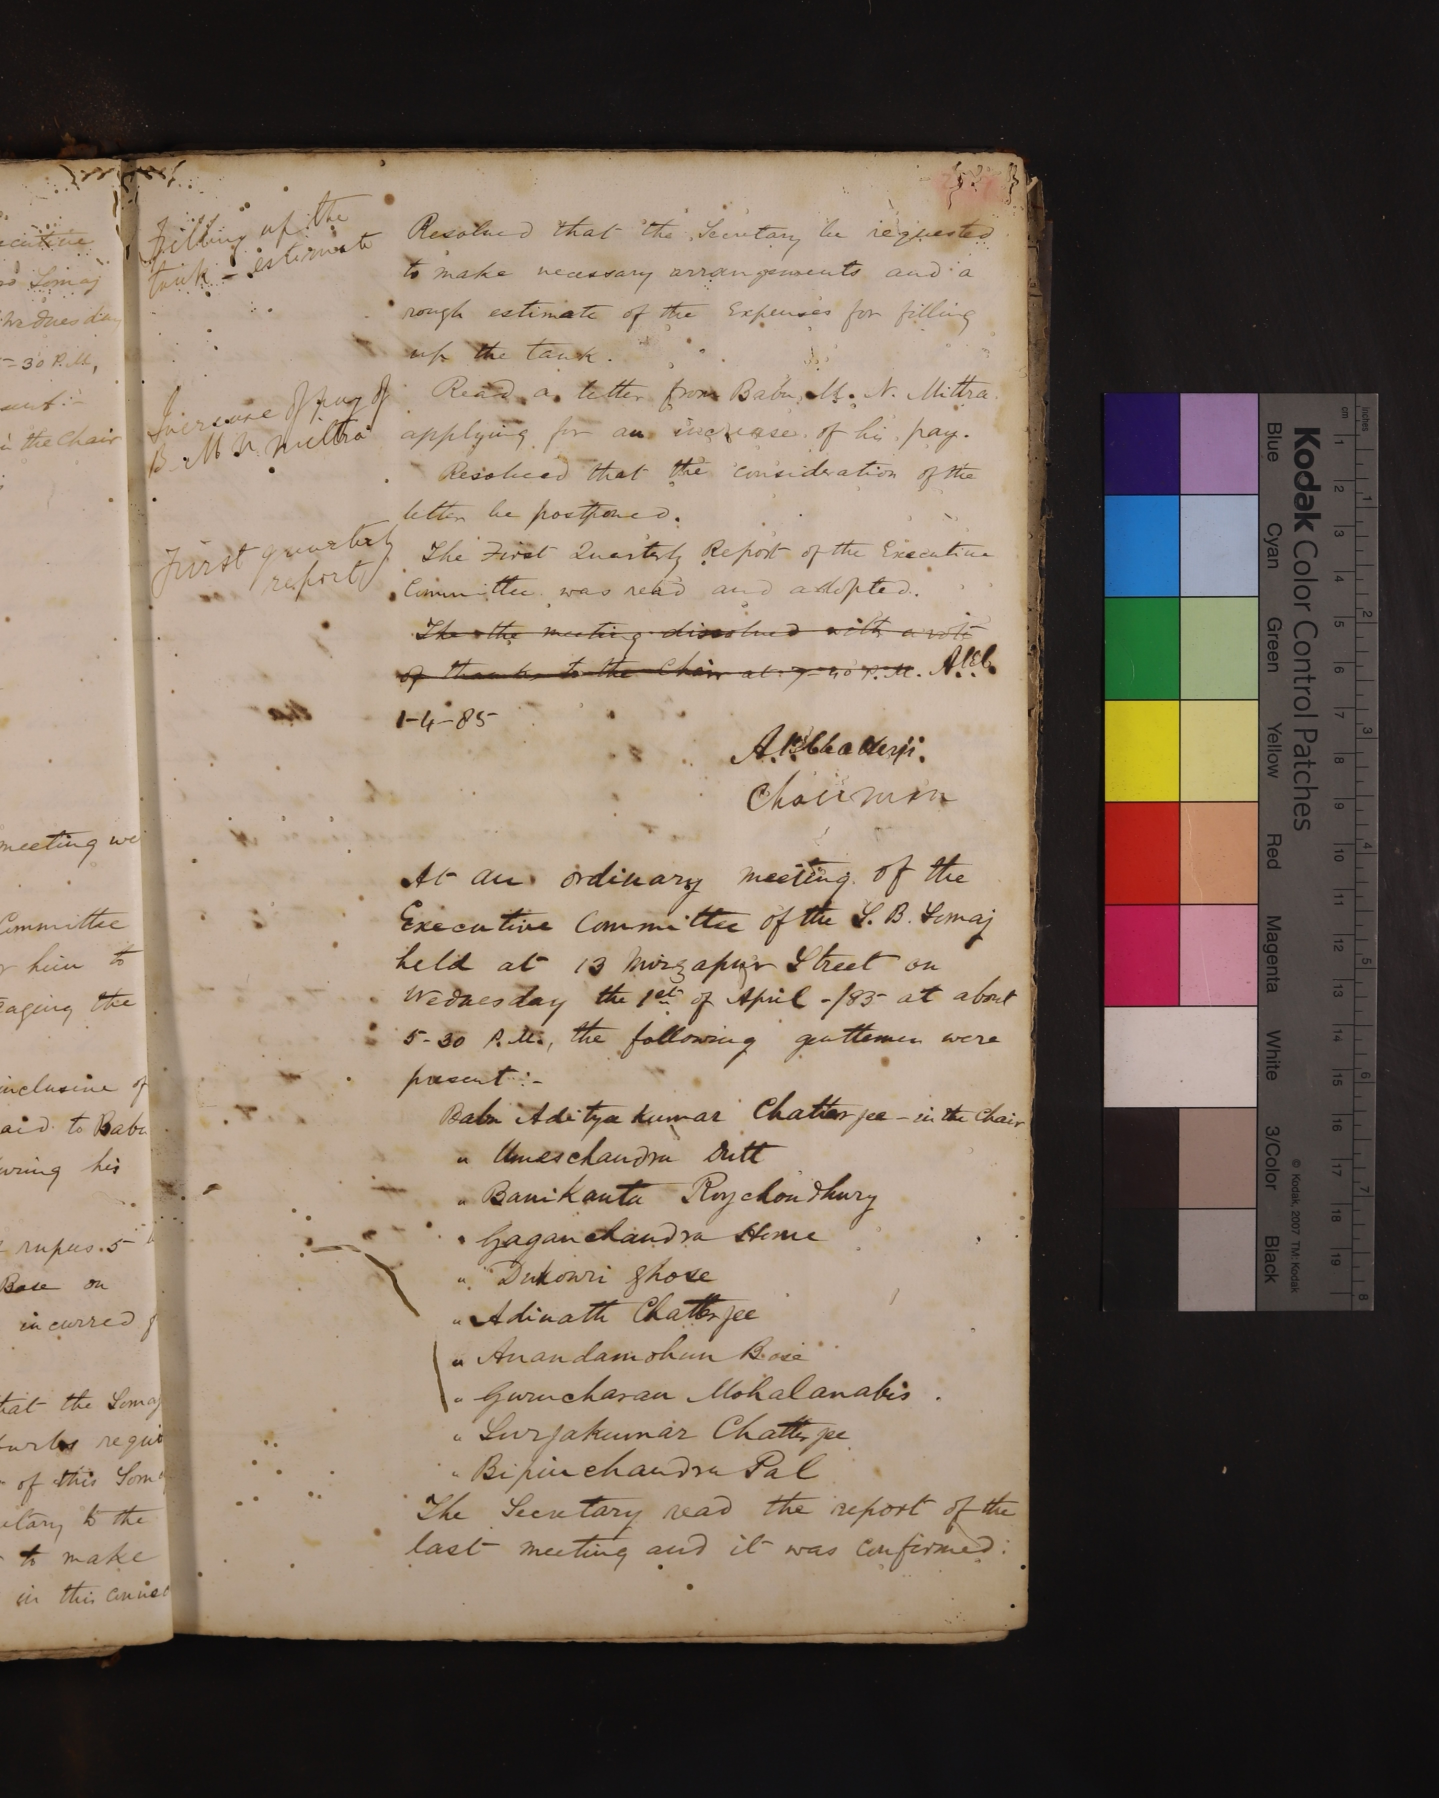 ecutive
Somaj
Wednesday
- 30 P.M,
sent:-
in the Chair
meeting we
Committee
r him to
gaging the
inclusive of
aid to Babu
uring his
rupees 5
Bose on
incurred
that the Somaj
of this Som
etary to the
to make
in this connect
Filling up the
tank - estimate
Increase of pay of
B. M N Mittra
First quarterly
report
Resolved that the Secretary be requested
to make necessary arrangements and a
rough estimate of the Expenses for filling
up the tank.
Read a letter from Babu M. N. Mittra
applying for an increase of his pay.
Resolved that the consideration of the
letter be postponed.
The First Quarterly Report of the Executive
Committee was read and adopted.
The the meeting dissolved with a vote
of thanks to the Chair at 7-30 P.M. A.K.C.
1-4-85
A.K.Chatterji.
Chairman
At an ordinary meeting of the
Executive Committee of the S. B. Somaj
held at 13 Mirzapur Street on
Wednesday the 1st of April -/85 at about
5-30 P.M., the following gentlemen were
present :-
Babu Aditya kumar Chatterjee - in the Chair
" Umeschandra Dutt
" Banikanta Roychoudhury
" Gaganchandra Home
" Dukowri Ghose
" Adinath Chatterjee
" Anandamohun Bose
" Gurucharan Mohalanabis .
" Surjakumar Chatterjee
" Bipinchandra Pal
The Secretary read the report of the
last meeting and it was confirmed.
Kodak Color Control Patches
Blue
Cyan
Green
Yellow
Red
Magenta
White
3/Color
Black
© Kodak, 2007 TM: Kodak
cm 1 2 3 4 5 6 7 8 9 10 11 12 13 14 15 16 17 18 19
inches 1 2 3 4 5 6 7 8